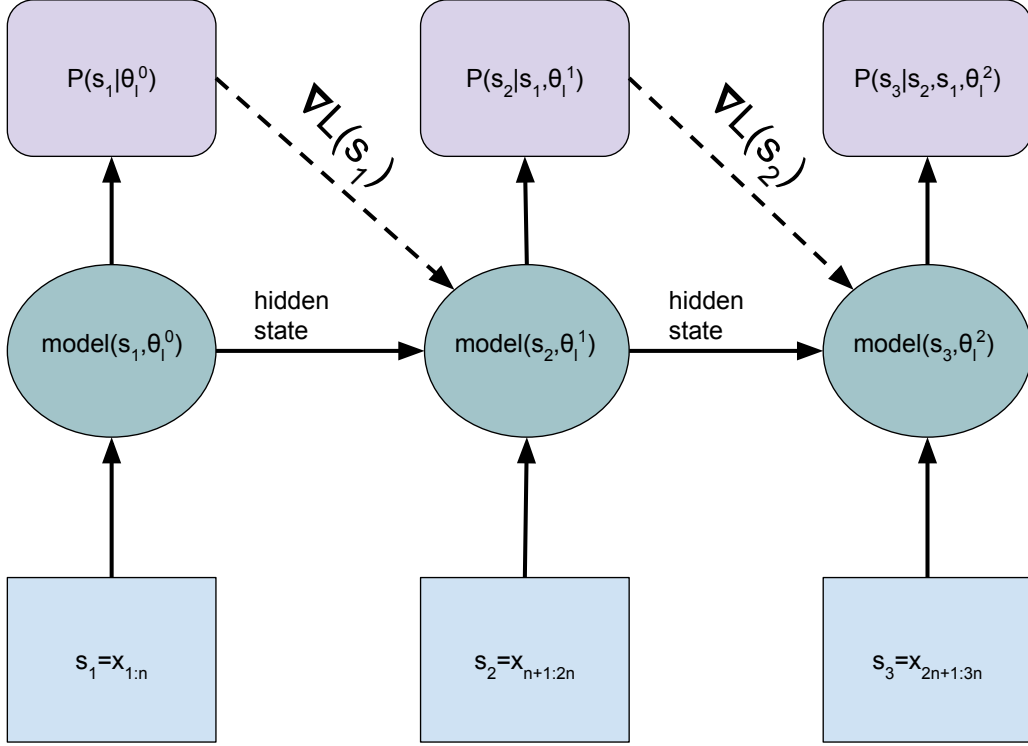 P(s₁|θₗ⁰)
P(s₂|s₁,θₗ¹)
P(s₃|s₂,s₁,θₗ²)
∇L(s₁)
∇L(s₂)
hidden
state
hidden
state
model(s₁,θₗ⁰)
model(s₂,θₗ¹)
model(s₃,θₗ²)
s₁=x₁:ₙ
s₂=xₙ₊₁:₂ₙ
s₃=x₂ₙ₊₁:₃ₙ